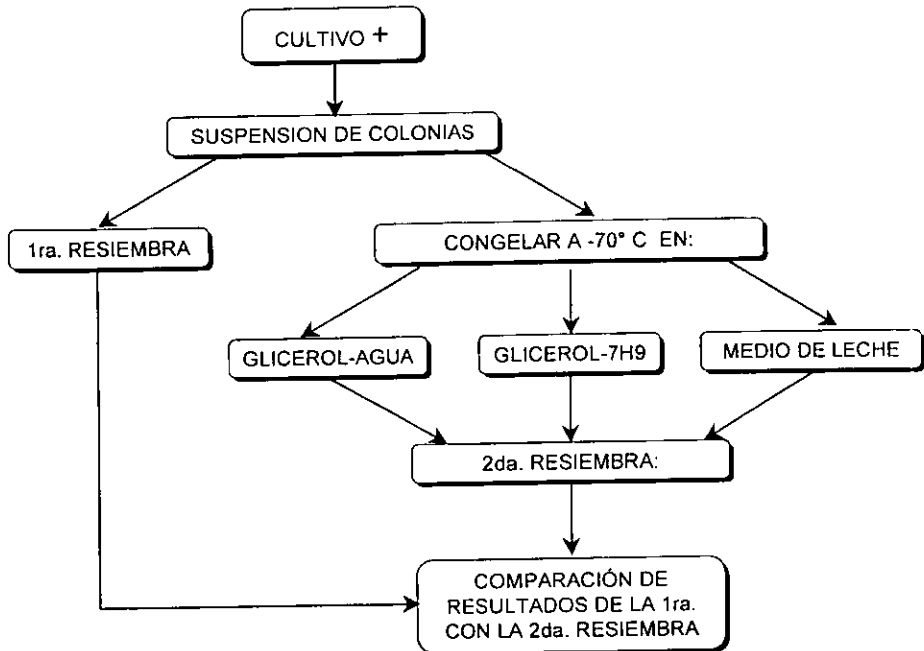 CULTIVO +
SUSPENSION DE COLONIAS
1ra. RESIEMBRA
CONGELAR A -70° C EN:
GLICEROL-AGUA
GLICEROL-7H9
MEDIO DE LECHE
2da. RESIEMBRA:
COMPARACIÓN DE
RESULTADOS DE LA 1ra.
CON LA 2da. RESIEMBRA